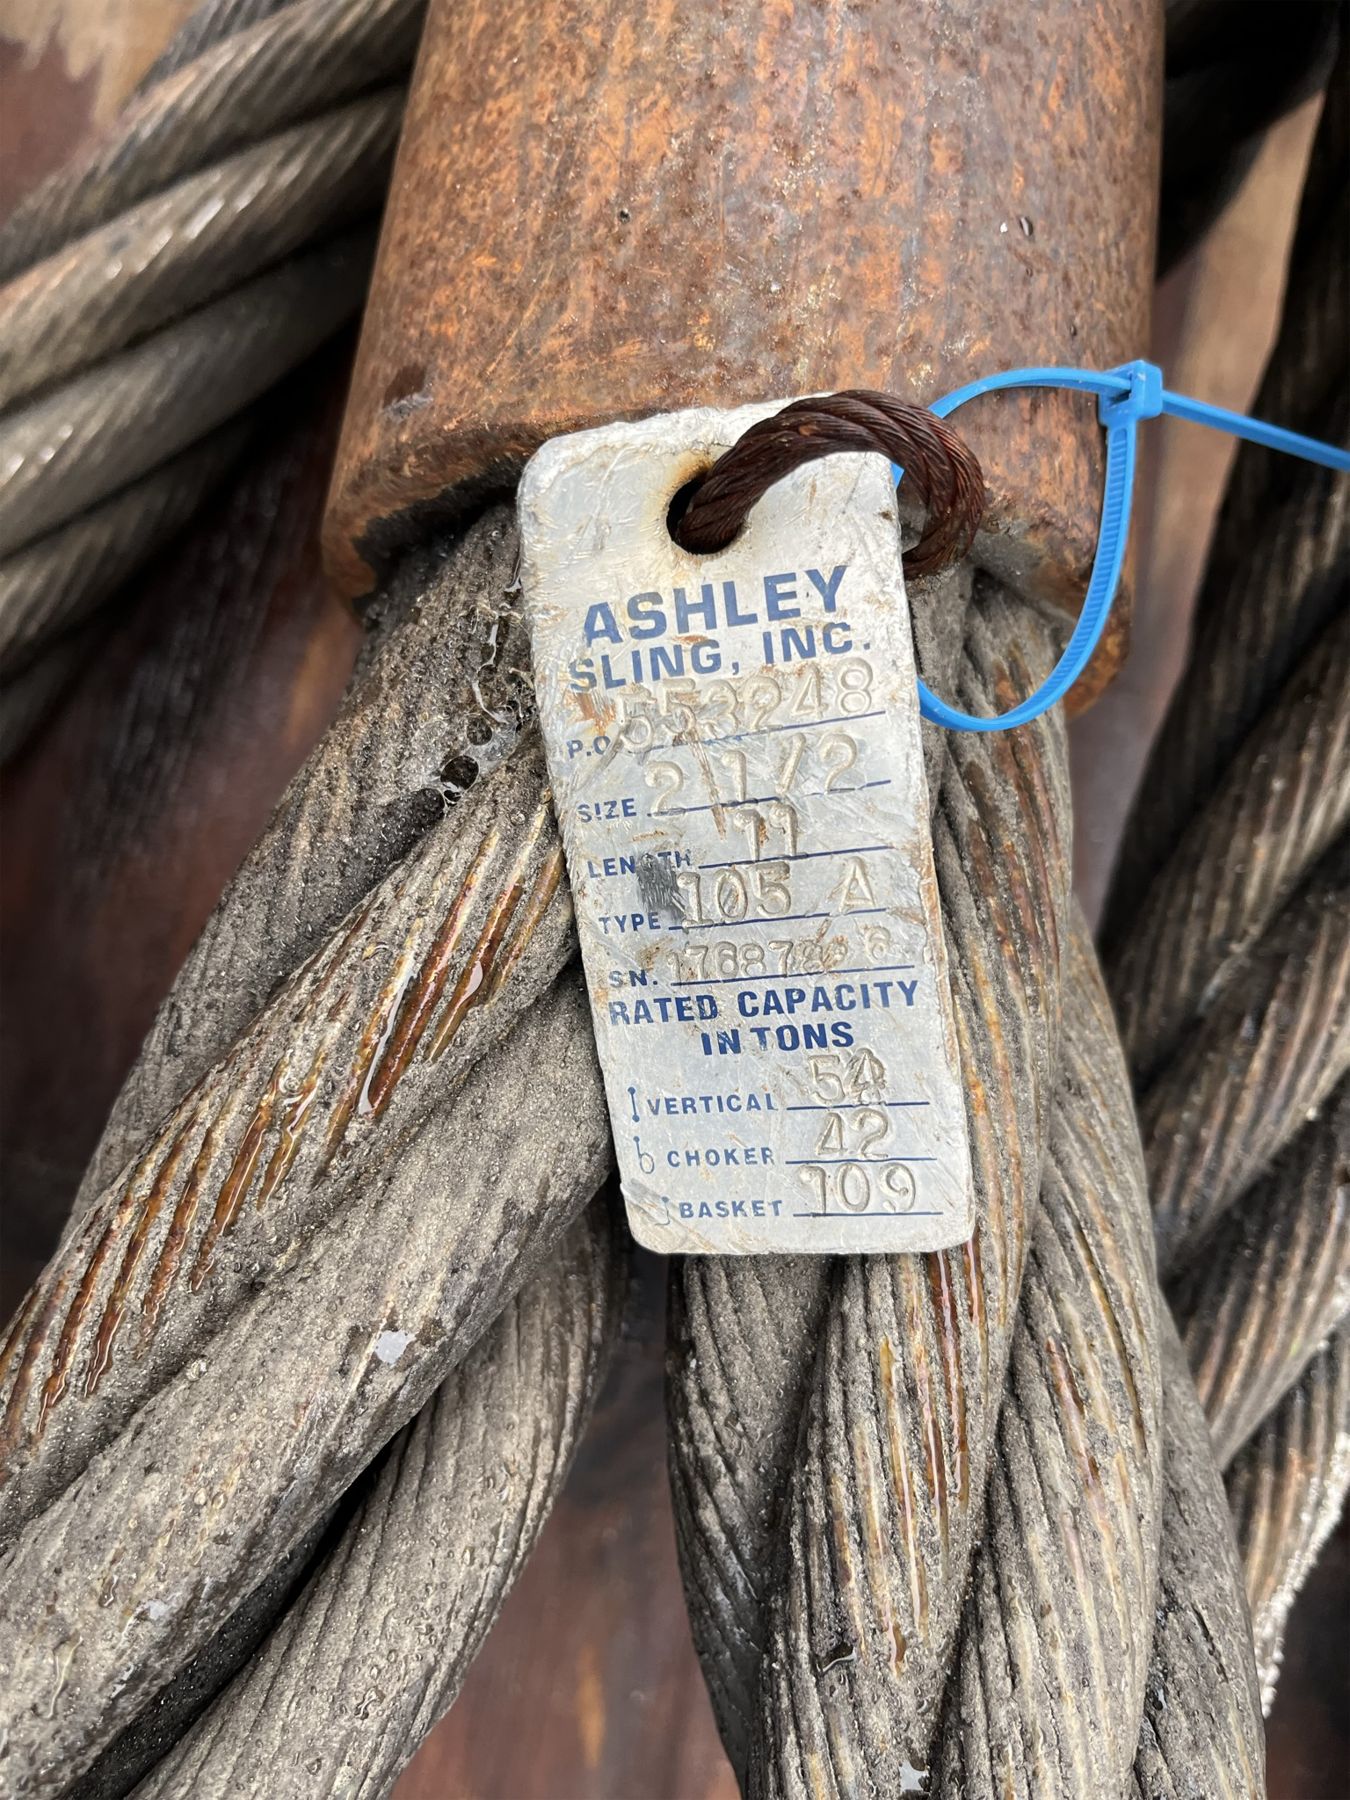 ASHLEY
SLING, INC.
P.O. 553248
SIZE 2 1/2
LENGTH 11
TYPE 105 A
SN.
RATED CAPACITY
IN TONS
VERTICAL 54
CHOKER 42
BASKET 109